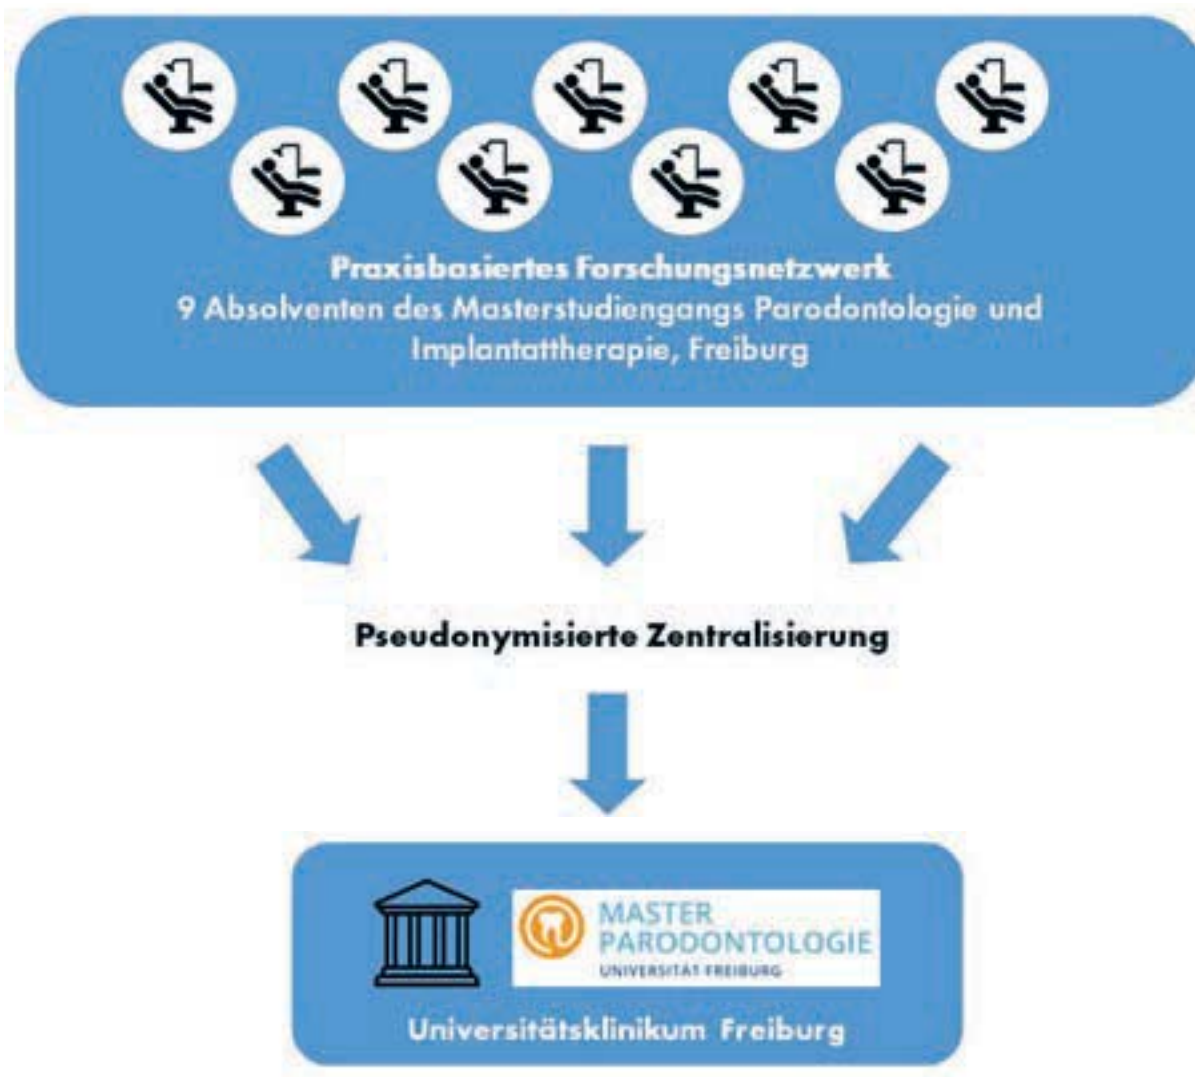 Praxisbasiertes Forschungsnetzwerk
9 Absolventen des Masterstudiengangs Parodontologie und
Implantattherapie, Freiburg
Pseudonymisierte Zentralisierung
MASTER
PARODONTOLOGIE
UNIVERSITÄT FREIBURG
Universitätsklinikum Freiburg